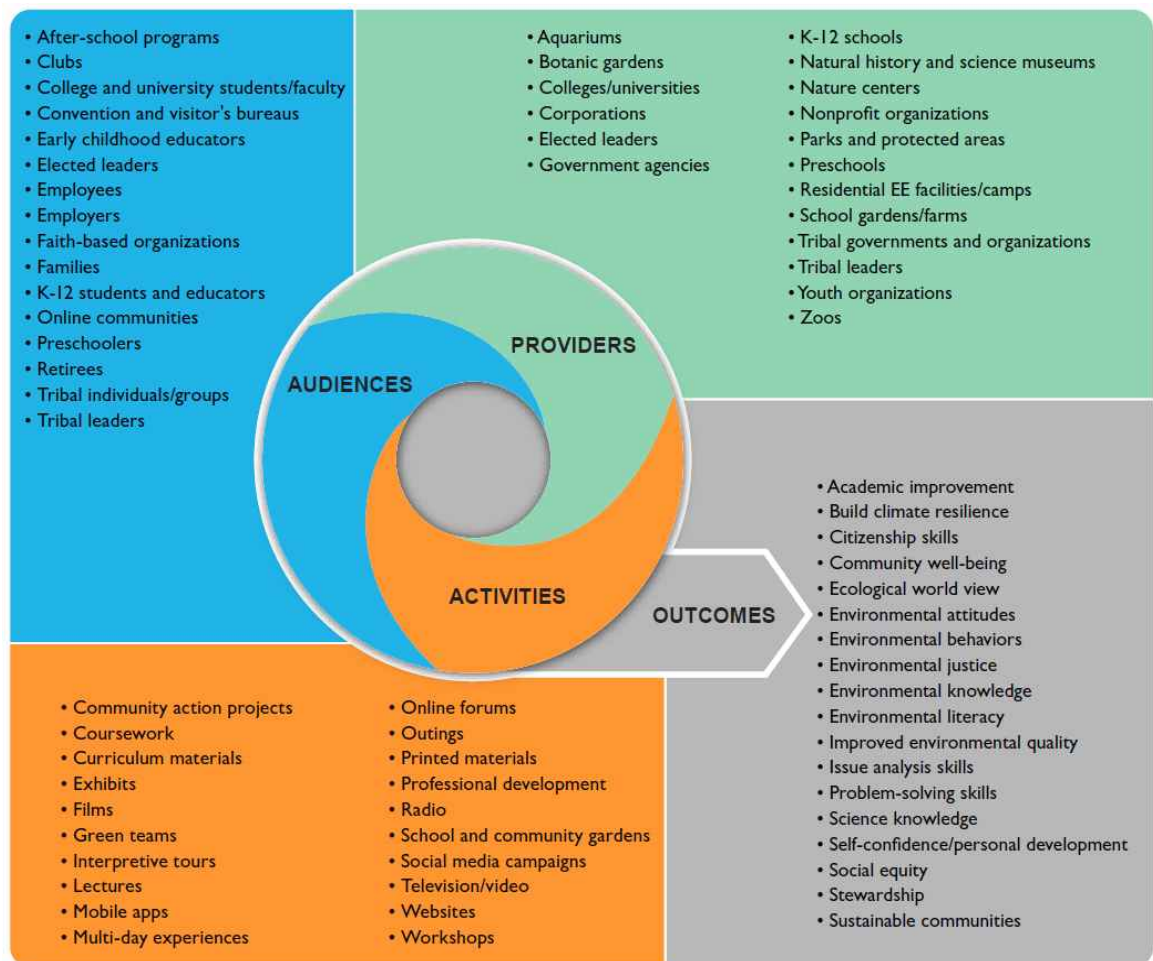 • After-school programs
• Clubs
• College and university students/faculty
• Convention and visitor's bureaus
• Early childhood educators
• Elected leaders
• Employees
• Employers
• Faith-based organizations
• Families
• K-12 students and educators
• Online communities
• Preschoolers
• Retirees
• Tribal individuals/groups
• Tribal leaders
• Aquariums
• Botanic gardens
• Colleges/universities
• Corporations
• Elected leaders
• Government agencies
• K-12 schools
• Natural history and science museums
• Nature centers
• Nonprofit organizations
• Parks and protected areas
• Preschools
• Residential EE facilities/camps
• School gardens/farms
• Tribal governments and organizations
• Tribal leaders
• Youth organizations
• Zoos
PROVIDERS
AUDIENCES
ACTIVITIES
OUTCOMES
• Academic improvement
• Build climate resilience
• Citizenship skills
• Community well-being
• Ecological world view
• Environmental attitudes
• Environmental behaviors
• Environmental justice
• Environmental knowledge
• Environmental literacy
• Improved environmental quality
• Issue analysis skills
• Problem-solving skills
• Science knowledge
• Self-confidence/personal development
• Social equity
• Stewardship
• Sustainable communities
• Community action projects
• Coursework
• Curriculum materials
• Exhibits
• Films
• Green teams
• Interpretive tours
• Lectures
• Mobile apps
• Multi-day experiences
• Online forums
• Outings
• Printed materials
• Professional development
• Radio
• School and community gardens
• Social media campaigns
• Television/video
• Websites
• Workshops